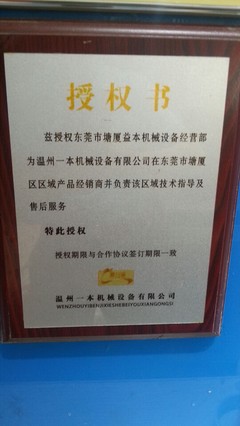 授权书
兹授权东莞市塘厦益本机械设备经营部
为温州一本机械设备有限公司在东莞市塘厦
区区域产品经销商并负责该区域技术指导及
售后服务
特此授权
授权期限与合作协议签订期限一致
温州一本机械设备有限公司
WENZHOUYIBENJIXIESHEBEIYOUXIANGONGSI